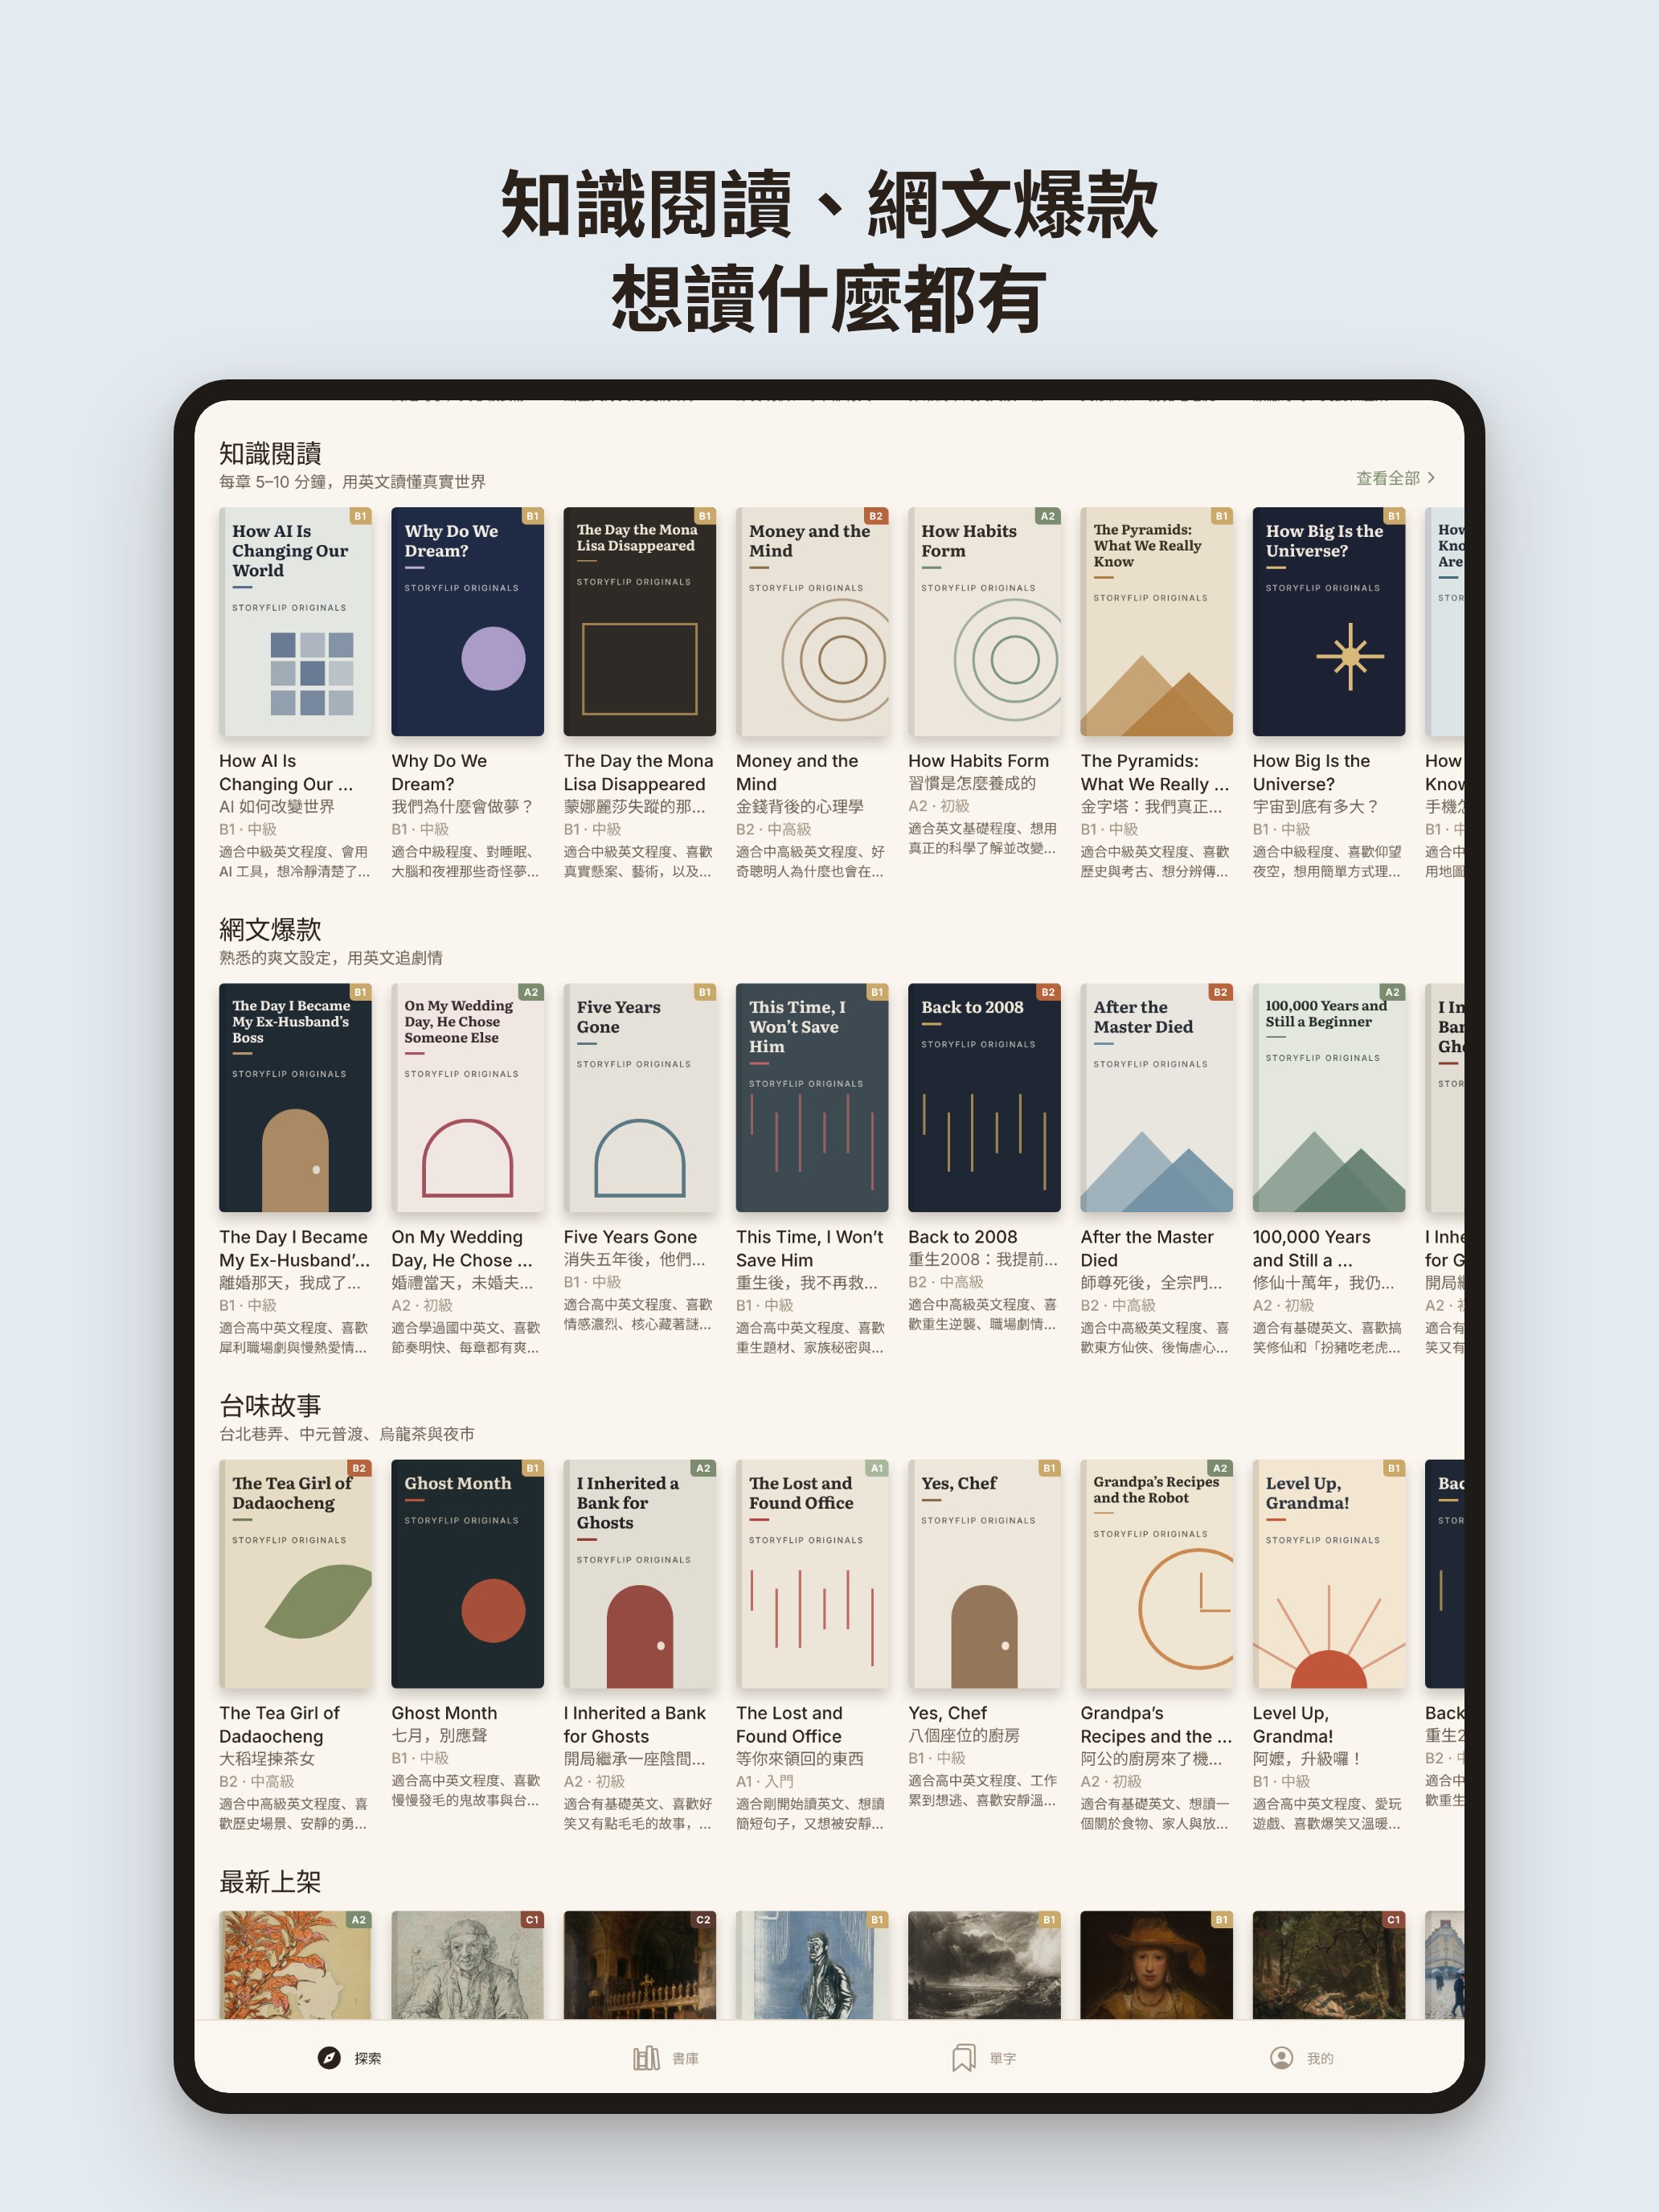 知識閱讀、網文爆款
想讀什麼都有
知識閱讀
每章 5–10 分鐘，用英文讀懂真實世界
查看全部
B1
How AI Is
Changing Our
World
STORYFLIP ORIGINALS
B1
Why Do We
Dream?
STORYFLIP ORIGINALS
B1
The Day the Mona
Lisa Disappeared
STORYFLIP ORIGINALS
B2
Money and the
Mind
STORYFLIP ORIGINALS
A2
How Habits
Form
STORYFLIP ORIGINALS
B1
The Pyramids:
What We Really
Know
STORYFLIP ORIGINALS
B1
How Big Is the
Universe?
STORYFLIP ORIGINALS
How AI Is
Changing Our ...
AI 如何改變世界
B1 · 中級
適合中級英文程度、會用
AI 工具，想冷靜清楚了...
Why Do We
Dream?
我們為什麼會做夢？
B1 · 中級
適合中級程度、對睡眠、
大腦和夜裡那些奇怪夢...
The Day the Mona
Lisa Disappeared
蒙娜麗莎失蹤的那...
B1 · 中級
適合中級英文程度、喜歡
真實懸案、藝術，以及...
Money and the
Mind
金錢背後的心理學
B2 · 中高級
適合中高級英文程度、好
奇聰明人為什麼也會在...
How Habits Form
習慣是怎麼養成的
A2 · 初級
適合英文基礎程度、想用
真正的科學了解並改變...
The Pyramids:
What We Really ...
金字塔：我們真正...
B1 · 中級
適合中級英文程度、喜歡
歷史與考古、想分辨傳...
How Big Is the
Universe?
宇宙到底有多大？
B1 · 中級
適合中級程度、喜歡仰望
夜空，想用簡單方式理...
網文爆款
熟悉的爽文設定，用英文追劇情
B1
The Day I Became
My Ex-Husband's
Boss
STORYFLIP ORIGINALS
A2
On My Wedding
Day, He Chose
Someone Else
STORYFLIP ORIGINALS
B1
Five Years
Gone
STORYFLIP ORIGINALS
B1
This Time, I
Won't Save
Him
STORYFLIP ORIGINALS
B2
Back to 2008
STORYFLIP ORIGINALS
B2
After the
Master Died
STORYFLIP ORIGINALS
A2
100,000 Years and
Still a Beginner
STORYFLIP ORIGINALS
The Day I Became
My Ex-Husband'...
離婚那天，我成了...
B1 · 中級
適合高中英文程度、喜歡
犀利職場劇與慢熱愛情...
On My Wedding
Day, He Chose ...
婚禮當天，未婚夫...
A2 · 初級
適合學過國中英文、喜歡
節奏明快、每章都有爽...
Five Years Gone
消失五年後，他們...
B1 · 中級
適合高中英文程度、喜歡
情感濃烈、核心藏著謎...
This Time, I Won't
Save Him
重生後，我不再救...
B1 · 中級
適合高中英文程度、喜歡
重生題材、家族秘密與...
Back to 2008
重生2008：我提前...
B2 · 中高級
適合中高級英文程度、喜
歡重生逆襲、職場劇情...
After the Master
Died
師尊死後，全宗門...
B2 · 中高級
適合中高級英文程度、喜
歡東方仙俠、後悔虐心...
100,000 Years
and Still a ...
修仙十萬年，我仍...
A2 · 初級
適合有基礎英文、喜歡搞
笑修仙和「扮豬吃老虎...
台味故事
台北巷弄、中元普渡、烏龍茶與夜市
B2
The Tea Girl of
Dadaocheng
STORYFLIP ORIGINALS
B1
Ghost Month
STORYFLIP ORIGINALS
A2
I Inherited a
Bank for
Ghosts
STORYFLIP ORIGINALS
A1
The Lost and
Found Office
STORYFLIP ORIGINALS
B1
Yes, Chef
STORYFLIP ORIGINALS
A2
Grandpa's Recipes
and the Robot
STORYFLIP ORIGINALS
B1
Level Up,
Grandma!
STORYFLIP ORIGINALS
The Tea Girl of
Dadaocheng
大稻埕揀茶女
B2 · 中高級
適合中高級英文程度、喜
歡歷史場景、安靜的勇...
Ghost Month
七月，別應聲
B1 · 中級
適合高中英文程度、喜歡
慢慢發毛的鬼故事與台...
I Inherited a Bank
for Ghosts
開局繼承一座陰間...
A2 · 初級
適合有基礎英文、喜歡好
笑又有點毛毛的故事，...
The Lost and
Found Office
等你來領回的東西
A1 · 入門
適合剛開始讀英文、想讀
簡短句子，又想被安靜...
Yes, Chef
八個座位的廚房
B1 · 中級
適合高中英文程度、工作
累到想逃、喜歡安靜溫...
Grandpa's
Recipes and the ...
阿公的廚房來了機...
A2 · 初級
適合有基礎英文、想讀一
個關於食物、家人與放...
Level Up,
Grandma!
阿嬤，升級囉！
B1 · 中級
適合高中英文程度、愛玩
遊戲、喜歡爆笑又溫暖...
最新上架
A2
C1
C2
B1
B1
B1
C1
探索
書庫
單字
我的